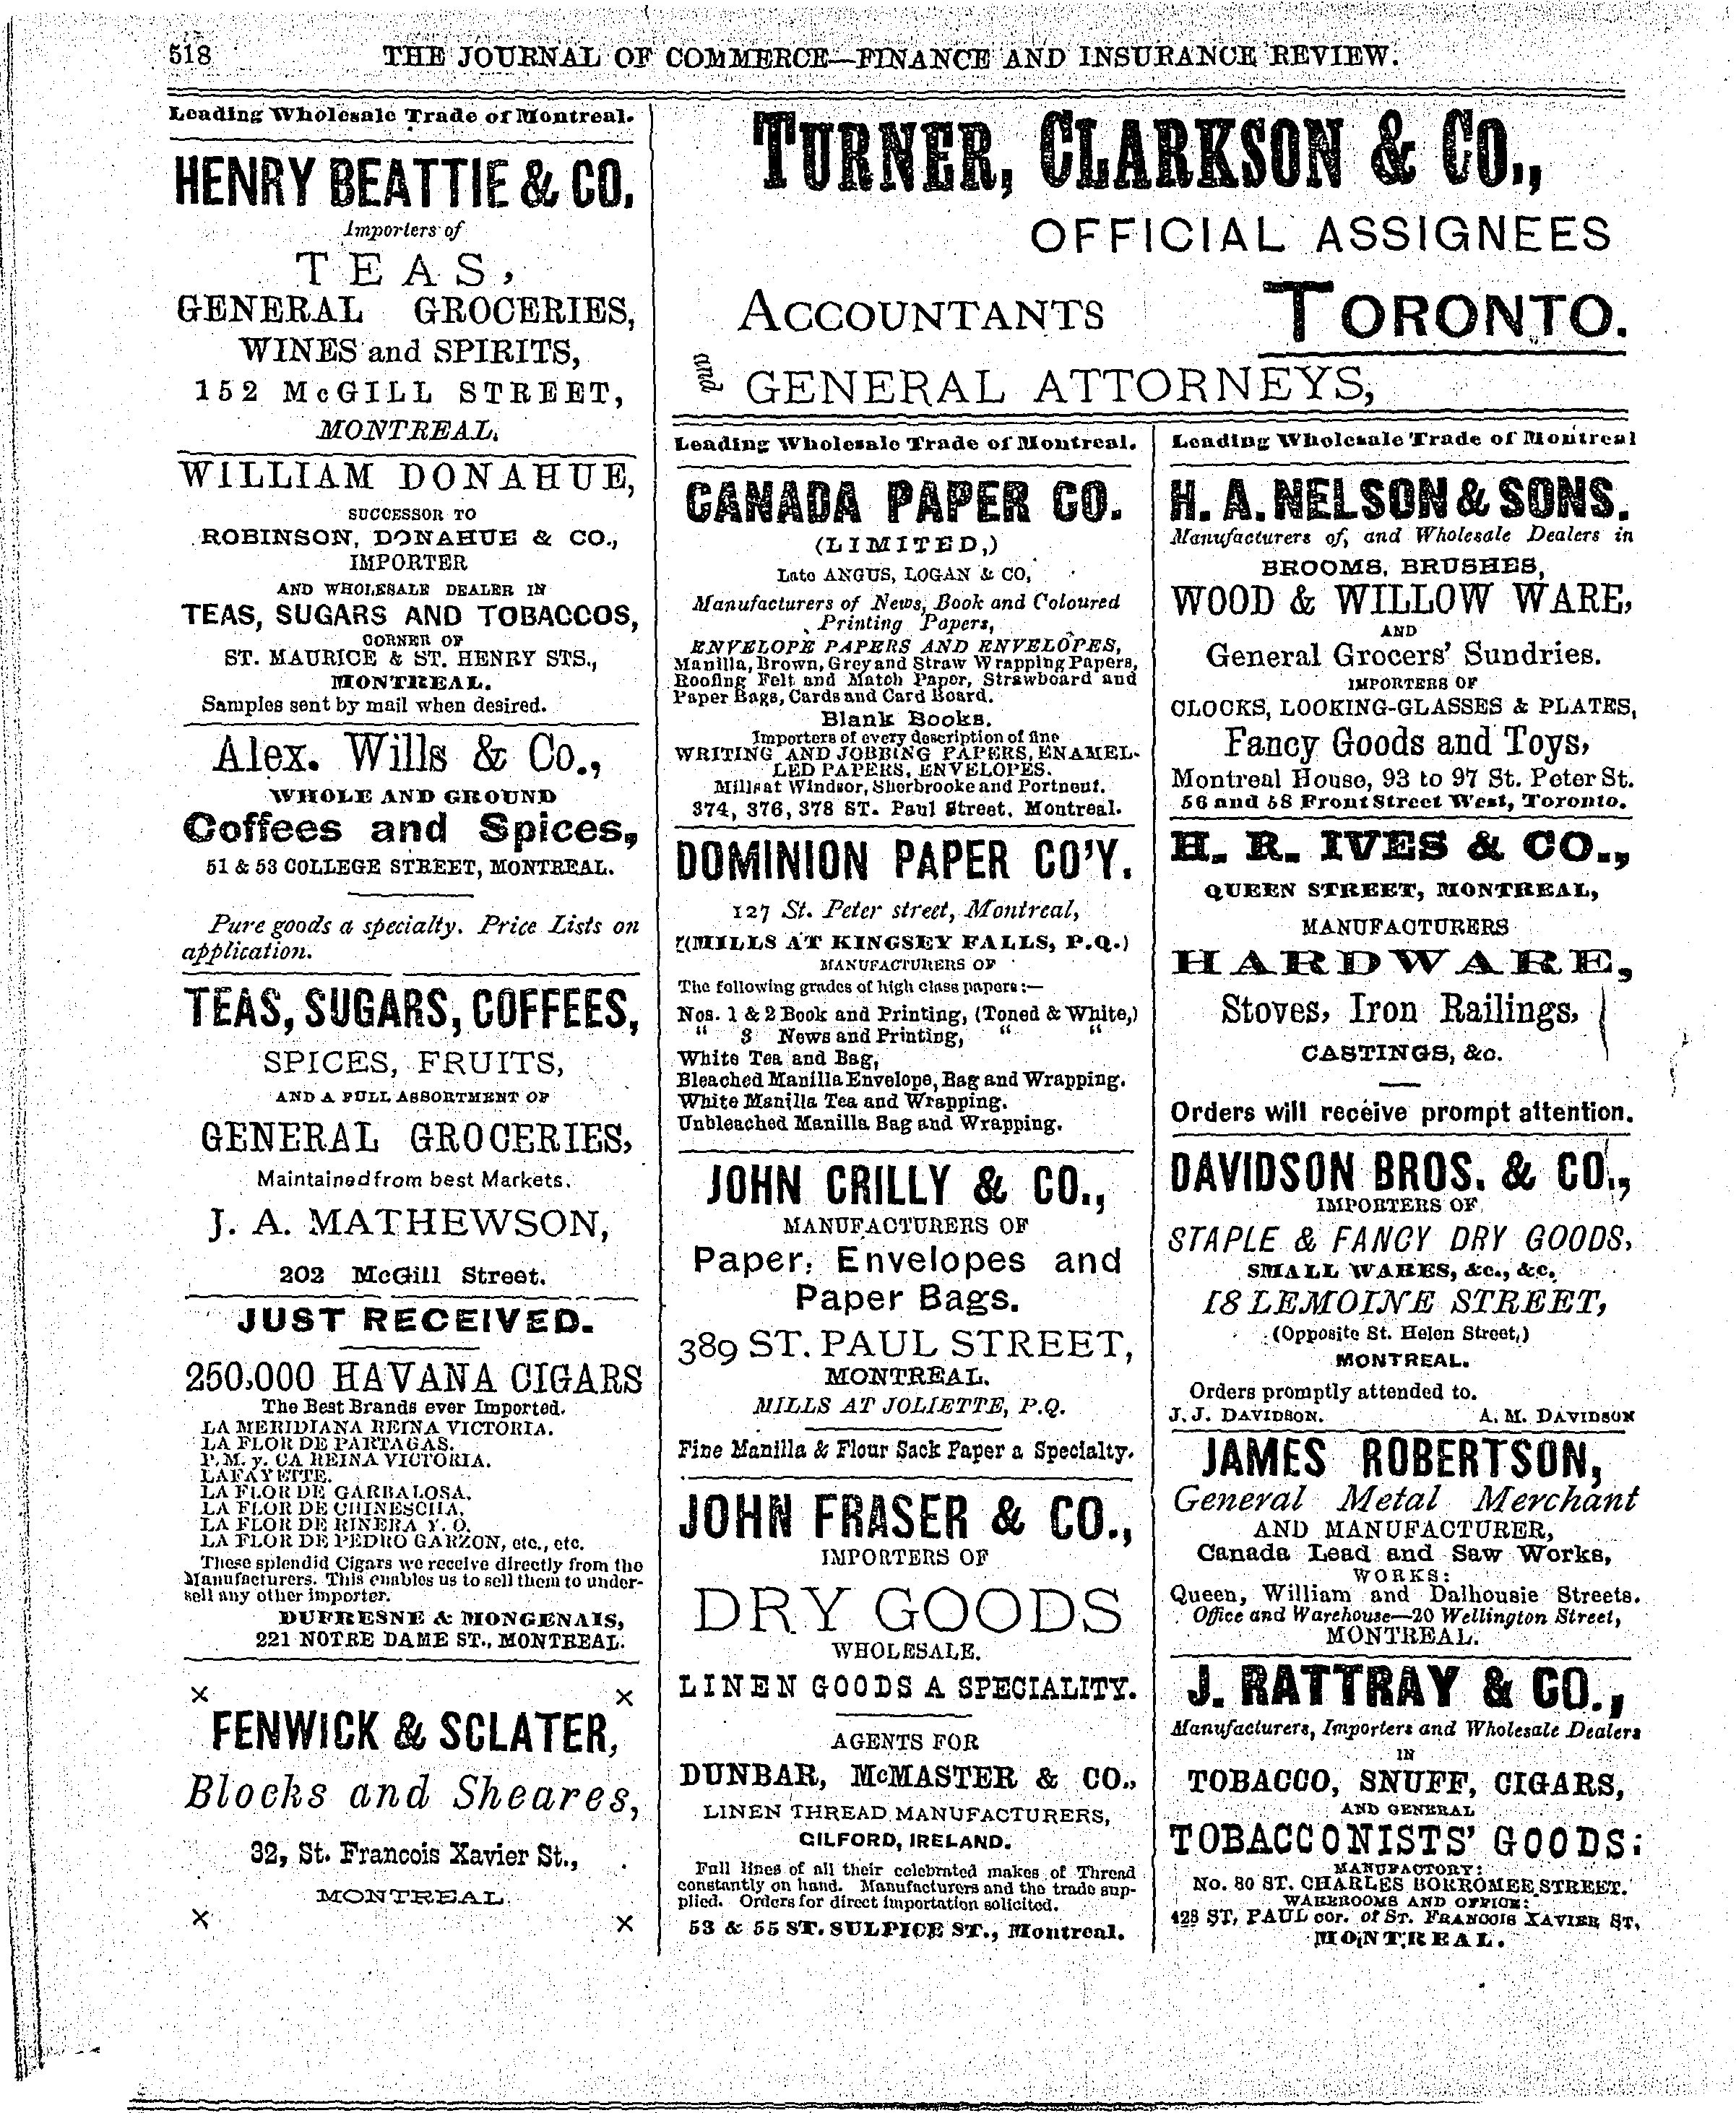 518
THE JOURNAL OF COMMERCE—FINANCE AND INSURANCE REVIEW.
Leading Wholesale Trade of Montreal.
HENRY BEATTIE & CO,
Importers of
TEAS,
GENERAL GROCERIES,
WINES and SPIRITS,
152 McGILL STREET,
MONTREAL.
WILLIAM DONAHUE,
SUCCESSOR TO
ROBINSON, DONAHUE & CO.,
IMPORTER
AND WHOLESALE DEALER IN
TEAS, SUGARS AND TOBACCOS,
CORNER OF
ST. MAURICE & ST. HENRY STS.,
MONTREAL.
Samples sent by mail when desired.
Alex. Wills & Co.,
WHOLE AND GROUND
Coffees and Spices,
51 & 53 COLLEGE STREET, MONTREAL.
Pure goods a specialty. Price Lists on
application.
TEAS, SUGARS, COFFEES,
SPICES, FRUITS,
AND A FULL ASSORTMENT OF
GENERAL GROCERIES,
Maintained from best Markets.
J. A. MATHEWSON,
202 McGill Street.
JUST RECEIVED.
250,000 HAVANA CIGARS
The Best Brands ever Imported.
LA MERIDIANA REINA VICTORIA.
LA FLOR DE PARTAGAS.
P. M. y. CA REINA VICTORIA.
LAFAYETTE.
LA FLOR DE GARBALOSA,
LA FLOR DE CHINESCHA,
LA FLOR DE RINERA Y. O.
LA FLOR DE PEDRO GARZON, etc., etc.
These splendid Cigars we receive directly from the
Manufacturers. This enables us to sell them to under-
sell any other importer.
DUFRESNE & MONGENAIS,
221 NOTRE DAME ST., MONTREAL.
x x
FENWICK & SCLATER,
Blocks and Sheares,
32, St. Francois Xavier St.,
MONTREAL.
x x
TURNER, CLARKSON & CO.,
OFFICIAL ASSIGNEES
ACCOUNTANTS TORONTO.
and GENERAL ATTORNEYS,
Leading Wholesale Trade of Montreal.
CANADA PAPER CO.
(LIMITED,)
Late ANGUS, LOGAN & CO,
Manufacturers of News, Book and Coloured
Printing Papers,
ENVELOPE PAPERS AND ENVELOPES,
Manilla, Brown, Grey and Straw Wrapping Papers,
Roofing Felt and Match Paper, Strawboard and
Paper Bags, Cards and Card Board.
Blank Books.
Importers of every description of fine
WRITING AND JOBBING PAPERS, ENAMEL-
LED PAPERS, ENVELOPES.
Mills at Windsor, Sherbrooke and Portneuf.
374, 376, 378 ST. Paul Street, Montreal.
DOMINION PAPER CO'Y.
127 St. Peter street, Montreal,
(MILLS AT KINGSEY FALLS, P.Q.)
MANUFACTURERS OF
The following grades of high class papers:—
Nos. 1 & 2 Book and Printing, (Toned & White,)
" 3 News and Printing, " "
White Tea and Bag,
Bleached Manilla Envelope, Bag and Wrapping.
White Manilla Tea and Wrapping.
Unbleached Manilla Bag and Wrapping.
JOHN CRILLY & CO.,
MANUFACTURERS OF
Paper, Envelopes and
Paper Bags.
389 ST. PAUL STREET,
MONTREAL.
MILLS AT JOLIETTE, P.Q.
Fine Manilla & Flour Sack Paper a Specialty.
JOHN FRASER & CO.,
IMPORTERS OF
DRY GOODS
WHOLESALE.
LINEN GOODS A SPECIALITY.
AGENTS FOR
DUNBAR, McMASTER & CO.,
LINEN THREAD MANUFACTURERS,
GILFORD, IRELAND.
Full lines of all their celebrated makes of Thread
constantly on hand. Manufacturers and the trade sup-
plied. Orders for direct importation solicited.
53 & 55 ST. SULPICE ST., Montreal.
Leading Wholesale Trade of Montreal
H. A. NELSON & SONS.
Manufacturers of, and Wholesale Dealers in
BROOMS, BRUSHES,
WOOD & WILLOW WARE,
AND
General Grocers' Sundries.
IMPORTERS OF
CLOCKS, LOOKING-GLASSES & PLATES,
Fancy Goods and Toys,
Montreal House, 93 to 97 St. Peter St.
56 and 58 Front Street West, Toronto.
H. R. IVES & CO.,
QUEEN STREET, MONTREAL,
MANUFACTURERS
HARDWARE,
Stoves, Iron Railings,
CASTINGS, &c.
Orders will receive prompt attention.
DAVIDSON BROS. & CO.,
IMPORTERS OF
STAPLE & FANCY DRY GOODS,
SMALL WARES, &c., &c,
18 LEMOINE STREET,
(Opposite St. Helen Street,)
MONTREAL.
Orders promptly attended to.
J. J. DAVIDSON. A. M. DAVIDSON
JAMES ROBERTSON,
General Metal Merchant
AND MANUFACTURER,
Canada Lead and Saw Works,
WORKS:
Queen, William and Dalhousie Streets.
Office and Warehouse—20 Wellington Street,
MONTREAL.
J. RATTRAY & CO.,
Manufacturers, Importers and Wholesale Dealers
IN
TOBACCO, SNUFF, CIGARS,
AND GENERAL
TOBACCONISTS' GOODS:
MANUFACTORY:
No. 80 ST. CHARLES BORROMEE STREET.
WAREROOMS AND OFFICE:
428 ST, PAUL cor. of ST. FRANCOIS XAVIER ST,
MONTREAL.